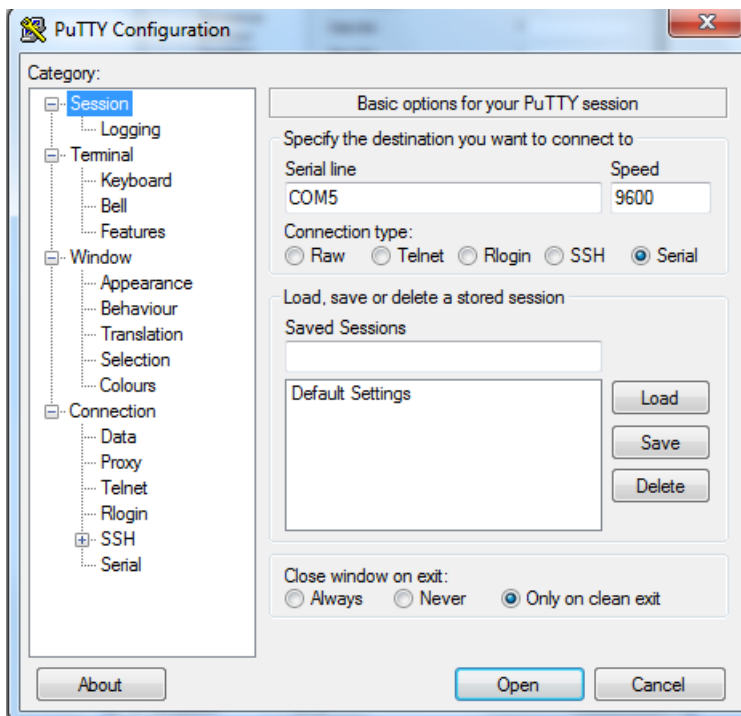 PuTTY Configuration
Category:
Session
Logging
Terminal
Keyboard
Bell
Features
Window
Appearance
Behaviour
Translation
Selection
Colours
Connection
Data
Proxy
Telnet
Rlogin
SSH
Serial
Basic options for your PuTTY session
Specify the destination you want to connect to
Serial line Speed
COM5 9600
Connection type:
Raw Telnet Rlogin SSH Serial
Load, save or delete a stored session
Saved Sessions
Default Settings
Load
Save
Delete
Close window on exit:
Always Never Only on clean exit
About Open Cancel